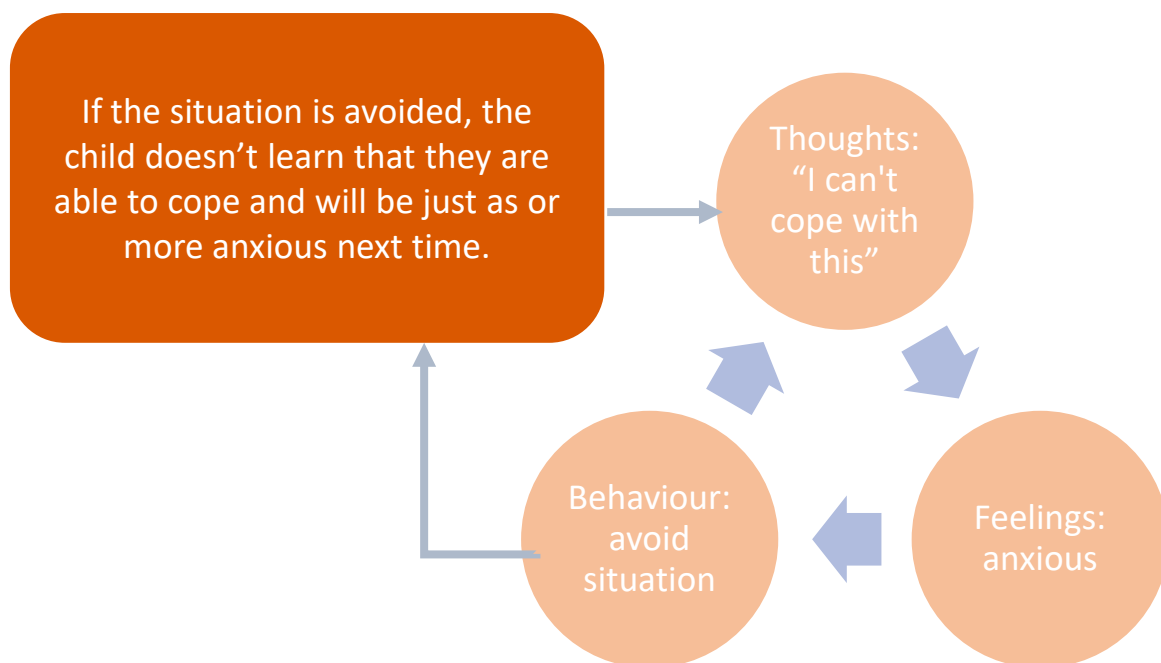 If the situation is avoided, the
child doesn’t learn that they are
able to cope and will be just as or
more anxious next time.
Thoughts:
“I can't
cope with
this”
Feelings:
anxious
Behaviour:
avoid
situation